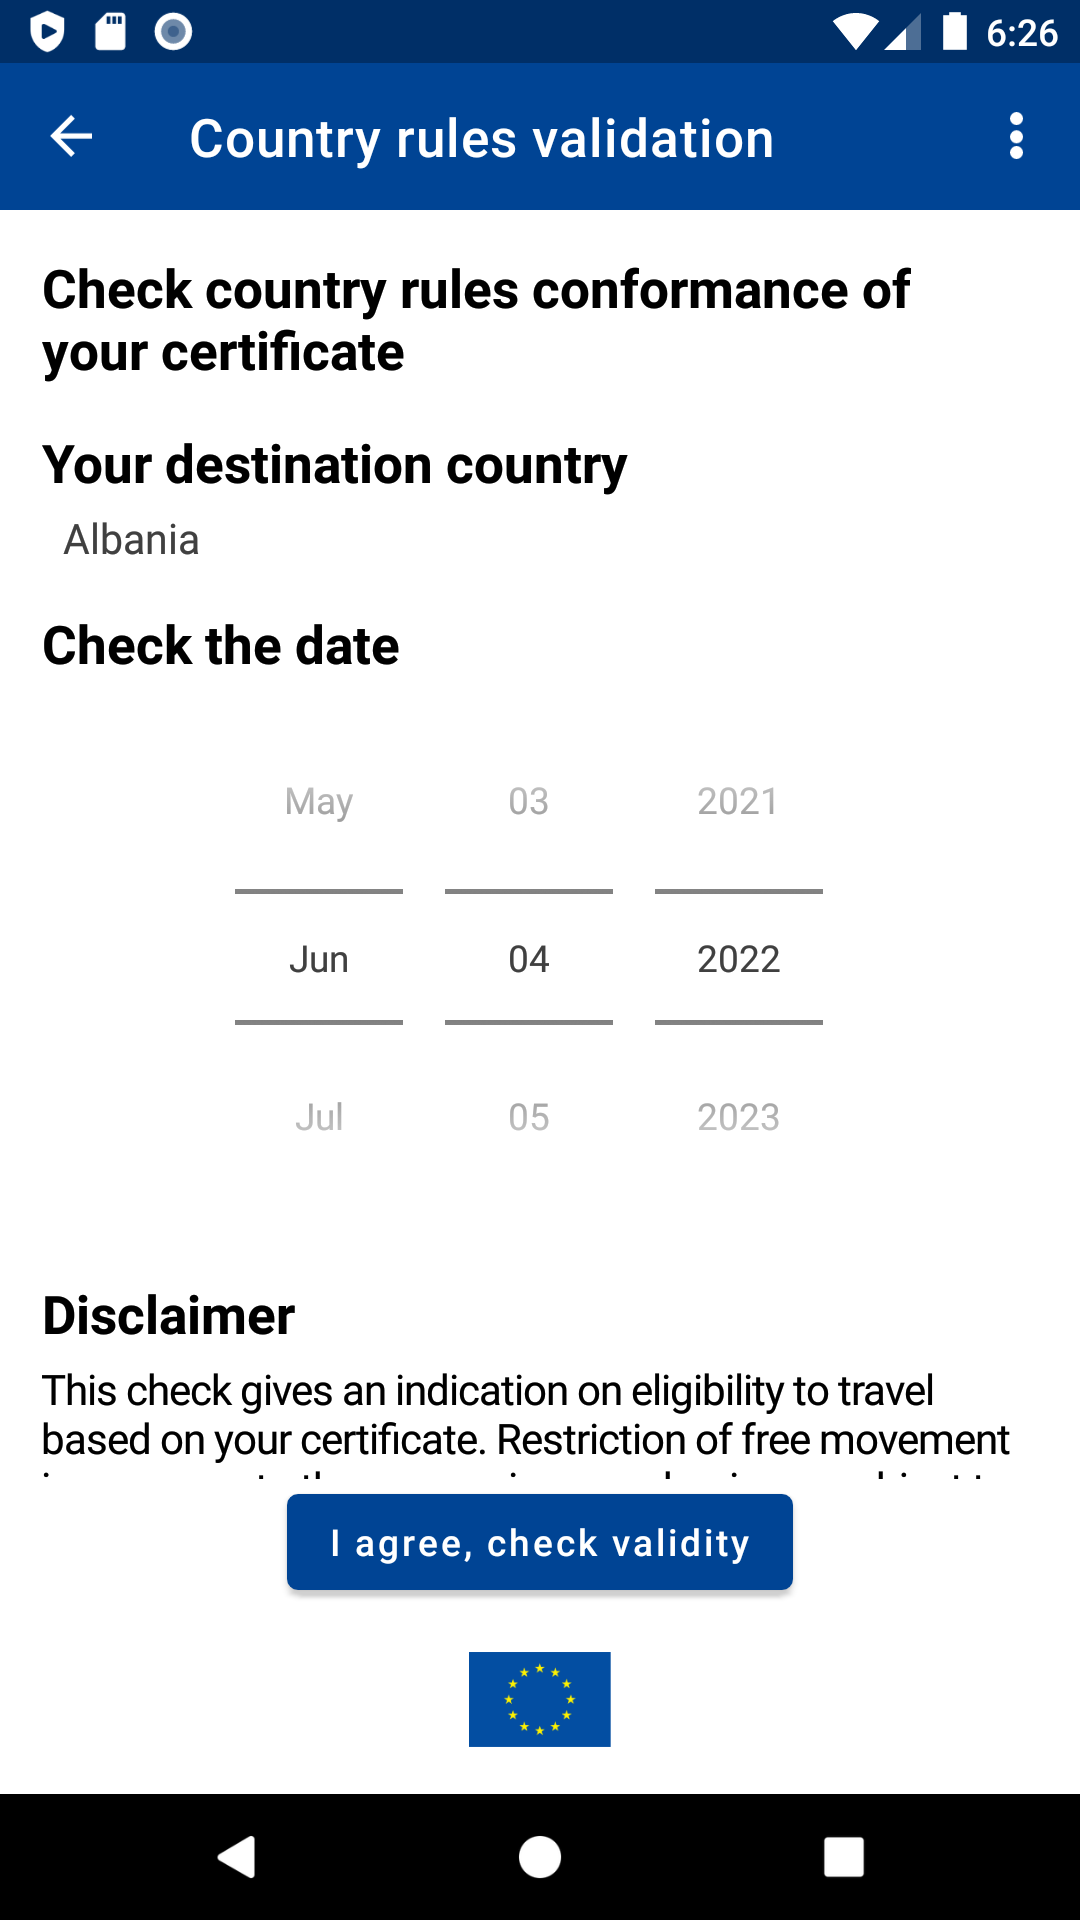 6:26
Country rules validation
Check country rules conformance of
your certificate
Your destination country
Albania
Check the date
May 03 2021
Jun 04 2022
Jul 05 2023
Disclaimer
This check gives an indication on eligibility to travel
based on your certificate. Restriction of free movement
I agree, check validity